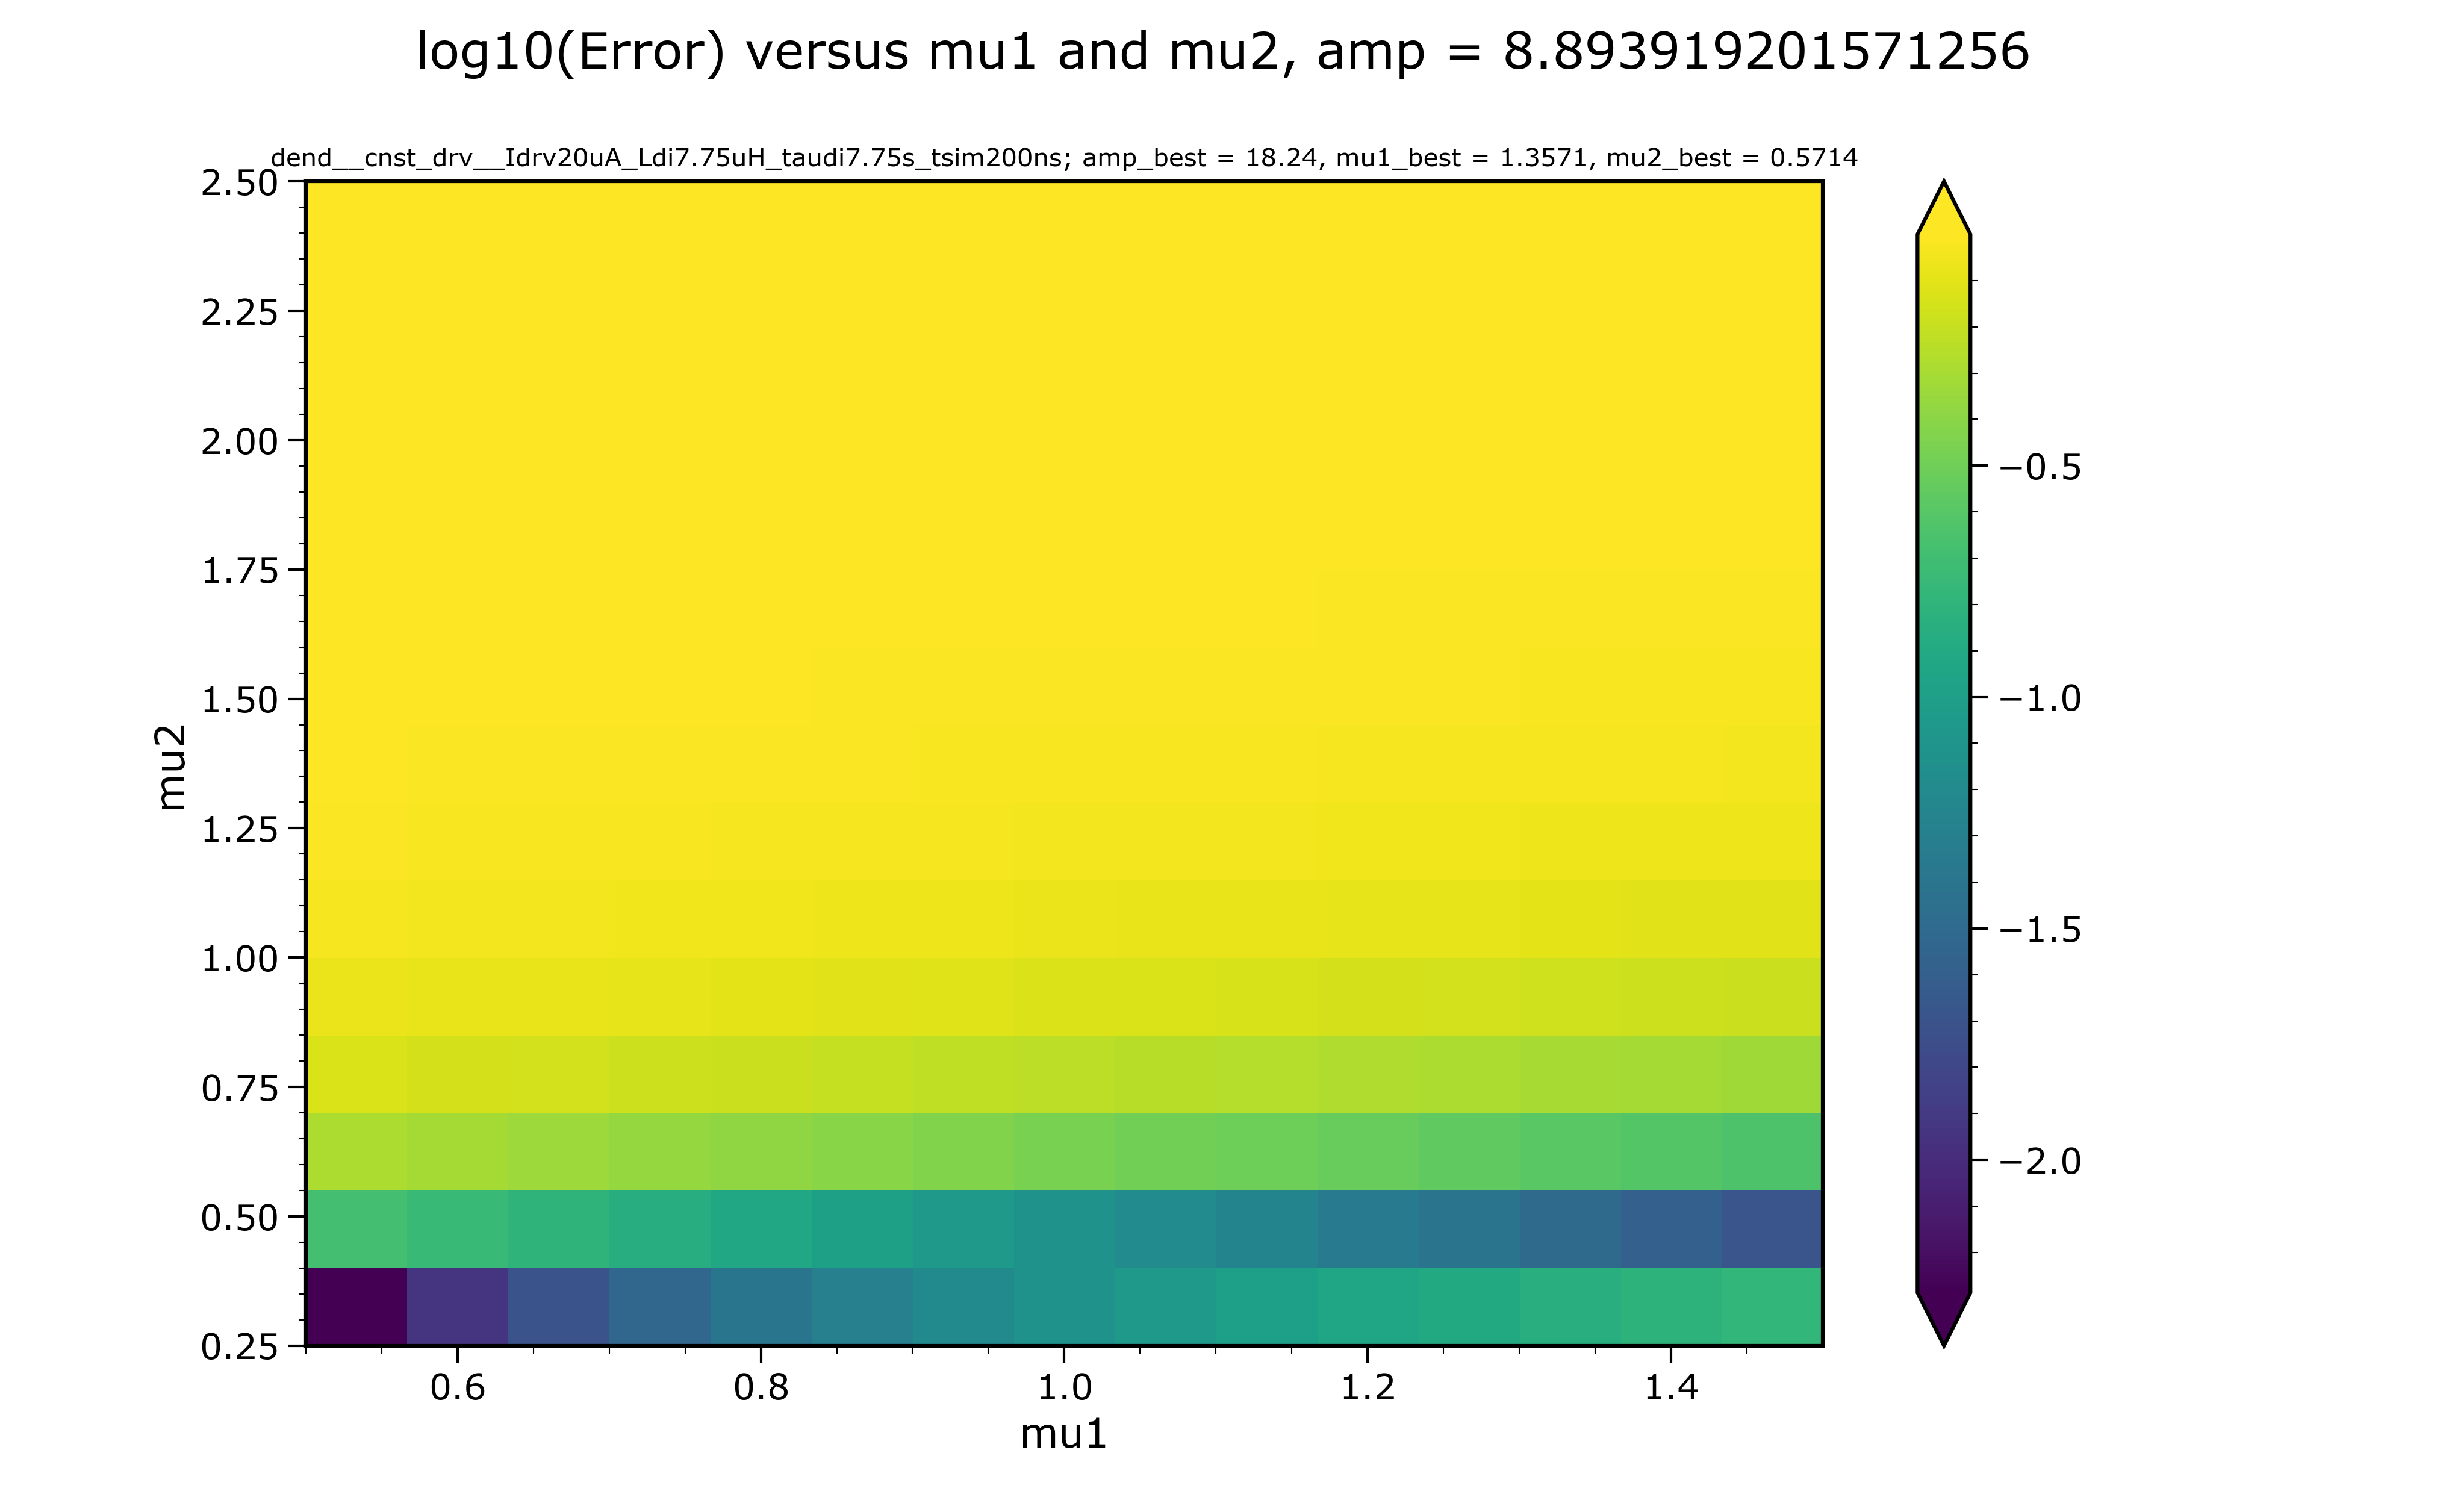 log10(Error) versus mu1 and mu2, amp = 8.893919201571256
dend__cnst_drv__Idrv20uA_Ldi7.75uH_taudi7.75s_tsim200ns; amp_best = 18.24, mu1_best = 1.3571, mu2_best = 0.5714
2.50
2.25
2.00
1.75
1.50
1.25
1.00
0.75
0.50
0.25
mu2
0.6 0.8 1.0 1.2 1.4
mu1
−0.5
−1.0
−1.5
−2.0